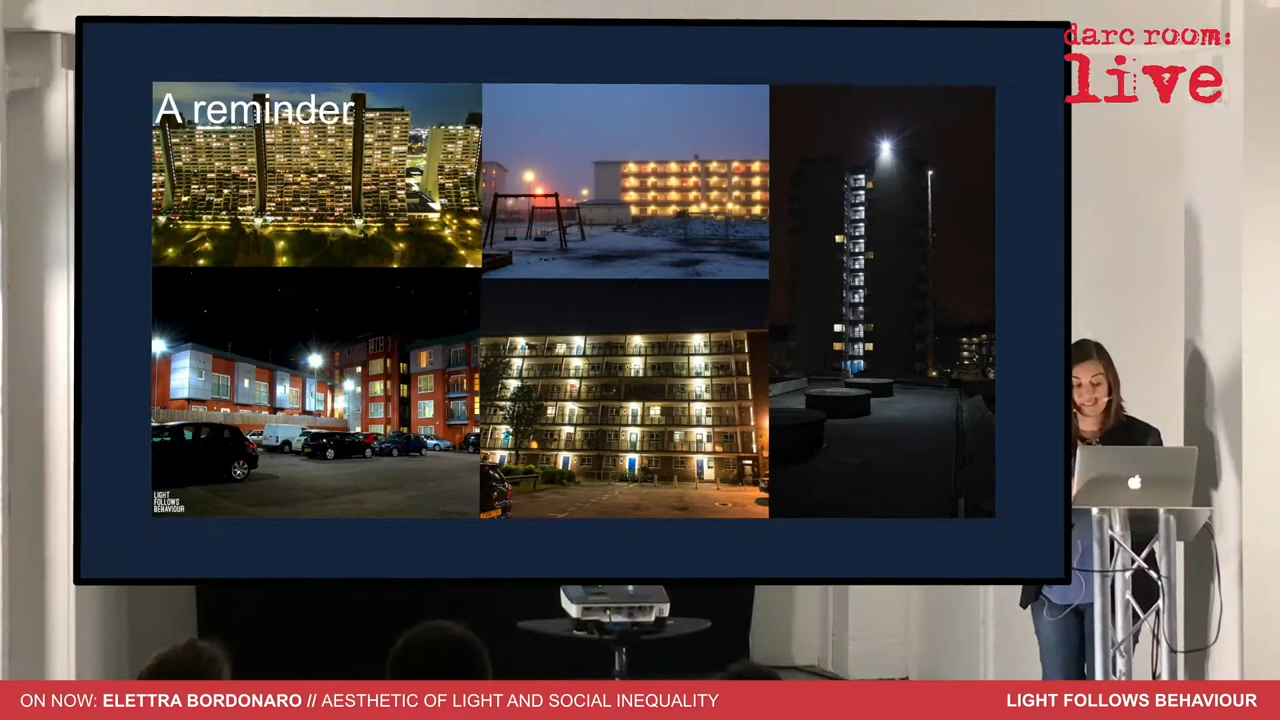 darc room:
live
A reminder
LIGHT
FOLLOWS
BEHAVIOUR
ON NOW: ELETTRA BORDONARO // AESTHETIC OF LIGHT AND SOCIAL INEQUALITY
LIGHT FOLLOWS BEHAVIOUR